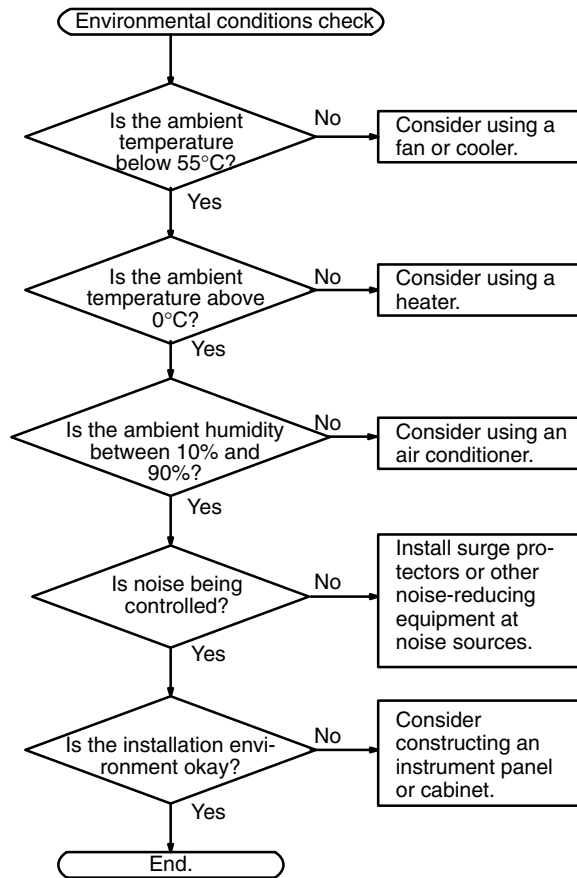 Environmental conditions check
Is the ambient
temperature
below 55°C?
No
Consider using a
fan or cooler.
Yes
Is the ambient
temperature above
0°C?
No
Consider using a
heater.
Yes
Is the ambient humidity
between 10% and
90%?
No
Consider using an
air conditioner.
Yes
Is noise being
controlled?
No
Install surge pro-
tectors or other
noise-reducing
equipment at
noise sources.
Yes
Is the installation envi-
ronment okay?
No
Consider
constructing an
instrument panel
or cabinet.
Yes
End.